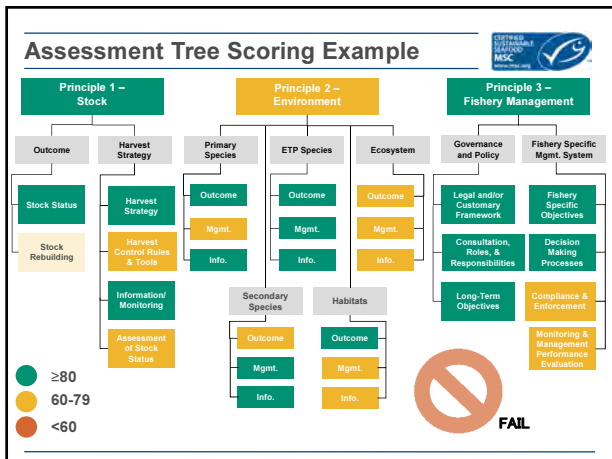 Assessment Tree Scoring Example
CERTIFIED
SUSTAINABLE
SEAFOOD
MSC
www.msc.org
Principle 1 –
Stock
Principle 2 –
Environment
Principle 3 –
Fishery Management
Outcome
Harvest
Strategy
Primary
Species
ETP Species
Ecosystem
Governance
and Policy
Fishery Specific
Mgmt. System
Stock Status
Stock
Rebuilding
Harvest
Strategy
Harvest
Control Rules
& Tools
Information/
Monitoring
Assessment
of Stock
Status
Outcome
Mgmt.
Info.
Outcome
Mgmt.
Info.
Outcome
Mgmt.
Info.
Secondary
Species
Habitats
Outcome
Mgmt.
Info.
Outcome
Mgmt.
Info.
Legal and/or
Customary
Framework
Consultation,
Roles, &
Responsibilities
Long-Term
Objectives
Fishery
Specific
Objectives
Decision
Making
Processes
Compliance &
Enforcement
Monitoring &
Management
Performance
Evaluation
≥80
60-79
<60
FAIL